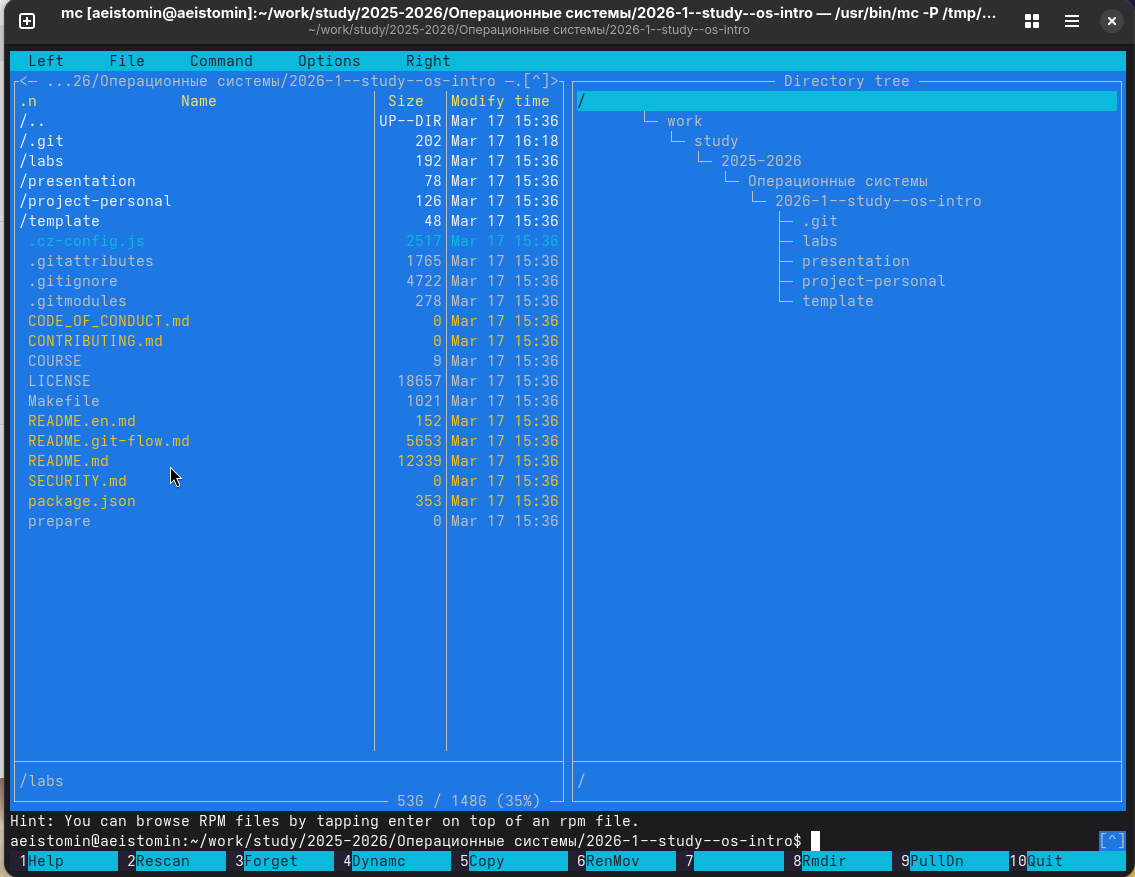 mc [aeistomin@aeistomin]:~/work/study/2025-2026/Операционные системы/2026-1--study--os-intro — /usr/bin/mc -P /tmp/…
~/work/study/2025-2026/Операционные системы/2026-1--study--os-intro
Left File Command Options Right
<— ...26/Операционные системы/2026-1--study--os-intro —.[^]>
Directory tree
.n Name Size Modify time
/.. UP--DIR Mar 17 15:36
/.git 202 Mar 17 16:18
/labs 192 Mar 17 15:36
/presentation 78 Mar 17 15:36
/project-personal 126 Mar 17 15:36
/template 48 Mar 17 15:36
.cz-config.js 2517 Mar 17 15:36
.gitattributes 1765 Mar 17 15:36
.gitignore 4722 Mar 17 15:36
.gitmodules 278 Mar 17 15:36
CODE_OF_CONDUCT.md 0 Mar 17 15:36
CONTRIBUTING.md 0 Mar 17 15:36
COURSE 9 Mar 17 15:36
LICENSE 18657 Mar 17 15:36
Makefile 1021 Mar 17 15:36
README.en.md 152 Mar 17 15:36
README.git-flow.md 5653 Mar 17 15:36
README.md 12339 Mar 17 15:36
SECURITY.md 0 Mar 17 15:36
package.json 353 Mar 17 15:36
prepare 0 Mar 17 15:36
/labs
53G / 148G (35%)
/
work
study
2025-2026
Операционные системы
2026-1--study--os-intro
.git
labs
presentation
project-personal
template
/
Hint: You can browse RPM files by tapping enter on top of an rpm file.
aeistomin@aeistomin:~/work/study/2025-2026/Операционные системы/2026-1--study--os-intro$ [^]
1Help 2Rescan 3Forget 4Dynamc 5Copy 6RenMov 7 8Rmdir 9PullDn 10Quit